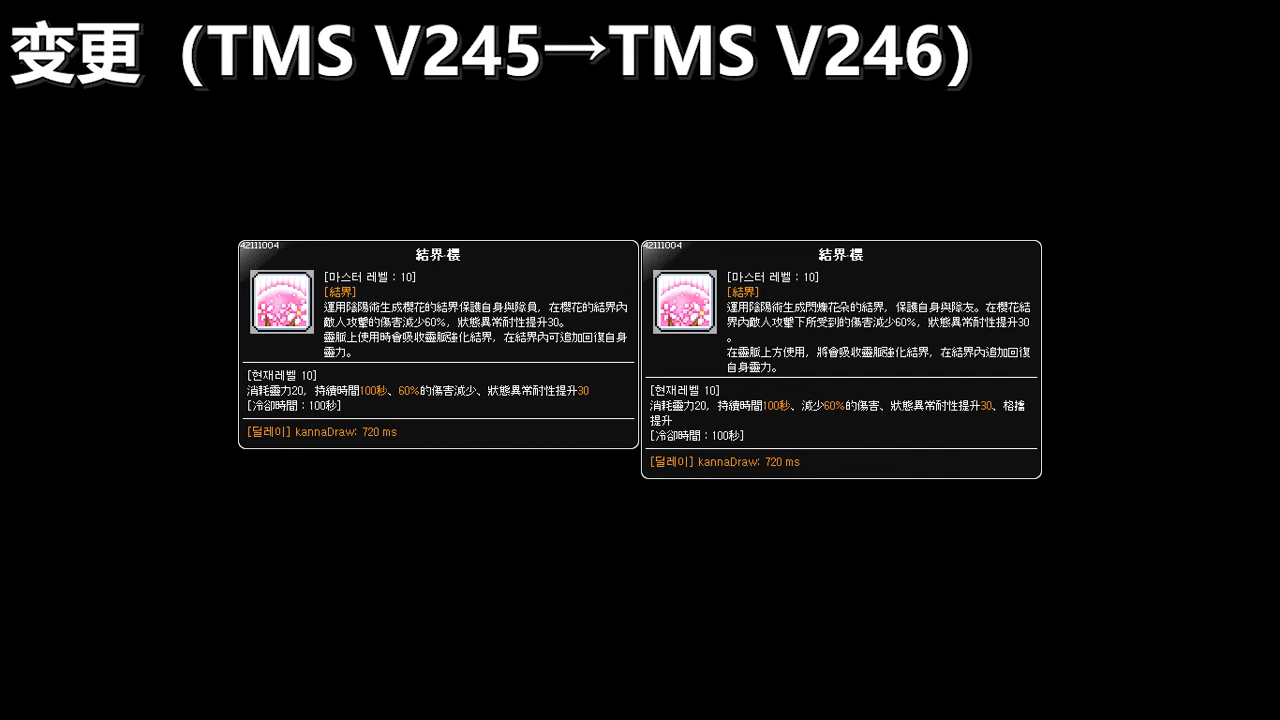 变更（TMS V245→TMS V246）
42111004
結界·櫻
[마스터 레벨 : 10]
[結界]
運用陰陽術生成櫻花的結界保護自身與隊員，在櫻花的結界內
敵人攻擊的傷害減少60%，狀態異常耐性提升30。
靈脈上使用時會吸收靈脈強化結界，在結界內可追加回復自身
靈力。
[현재레벨 10]
消耗靈力20，持續時間100秒、60%的傷害減少、狀態異常耐性提升30
[冷卻時間：100秒]
[딜레이] kannaDraw: 720 ms
42111004
結界·櫻
[마스터 레벨 : 10]
[結界]
運用陰陽術生成閃爍花朵的結界，保護自身與隊友。在櫻花結
界內敵人攻擊下所受到的傷害減少60%，狀態異常耐性提升30
。
在靈脈上方使用，將會吸收靈脈強化結界，在結界內追加回復
自身靈力。
[현재레벨 10]
消耗靈力20，持續時間100秒、減少60%的傷害、狀態異常耐性提升30、格擋
提升
[冷卻時間：100秒]
[딜레이] kannaDraw: 720 ms